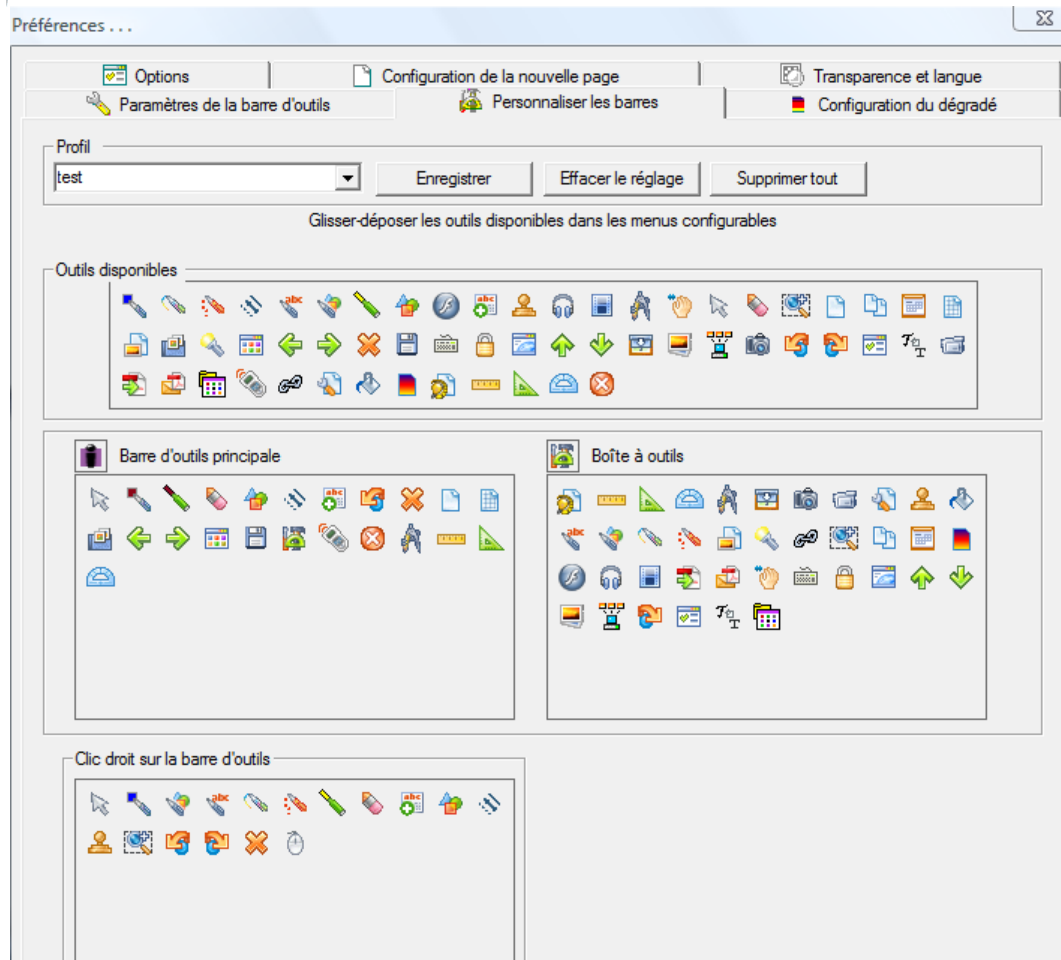 Préférences . . .
Options
Configuration de la nouvelle page
Transparence et langue
Paramètres de la barre d'outils
Personnaliser les barres
Configuration du dégradé
Profil
test
Enregistrer
Effacer le réglage
Supprimer tout
Glisser-déposer les outils disponibles dans les menus configurables
Outils disponibles
Barre d'outils principale
Boîte à outils
Clic droit sur la barre d'outils